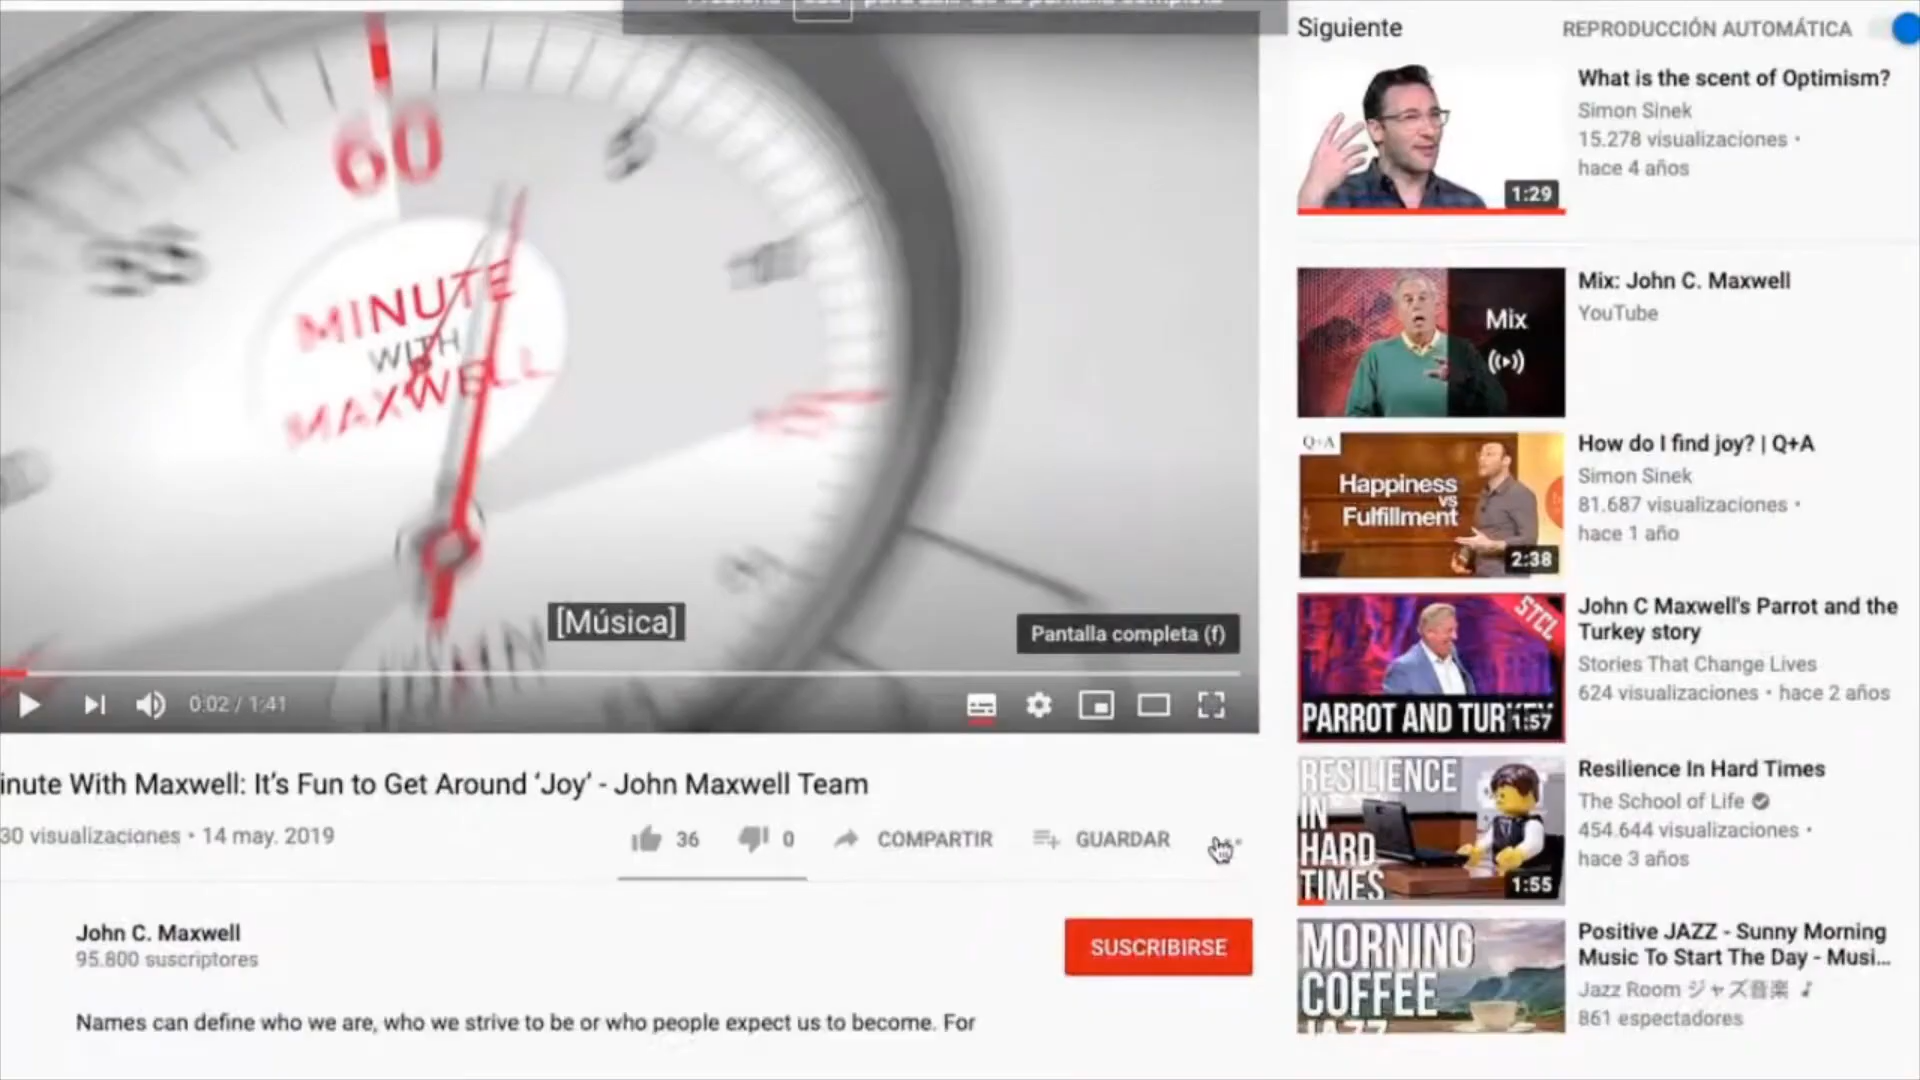 60
MINUTE
WITH
MAXWELL
[Música]
Pantalla completa (f)
0:02 / 1:41
inute With Maxwell: It's Fun to Get Around ‘Joy’ - John Maxwell Team
30 visualizaciones • 14 may. 2019
36
0
COMPARTIR
GUARDAR
John C. Maxwell
95.800 suscriptores
SUSCRIBIRSE
Names can define who we are, who we strive to be or who people expect us to become. For
Siguiente
REPRODUCCIÓN AUTOMÁTICA
1:29
What is the scent of Optimism?
Simon Sinek
15.278 visualizaciones •
hace 4 años
Mix
Mix: John C. Maxwell
YouTube
Q+A
Happiness
vs
Fulfillment
2:38
How do I find joy? | Q+A
Simon Sinek
81.687 visualizaciones •
hace 1 año
STCL
PARROT AND TURKEY
1:57
John C Maxwell's Parrot and the
Turkey story
Stories That Change Lives
624 visualizaciones • hace 2 años
RESILIENCE
IN
HARD
TIMES
1:55
Resilience In Hard Times
The School of Life
454.644 visualizaciones •
hace 3 años
MORNING
COFFEE
JAZZ
Positive JAZZ - Sunny Morning
Music To Start The Day - Musi...
Jazz Room ジャズ音楽 ♪
861 espectadores